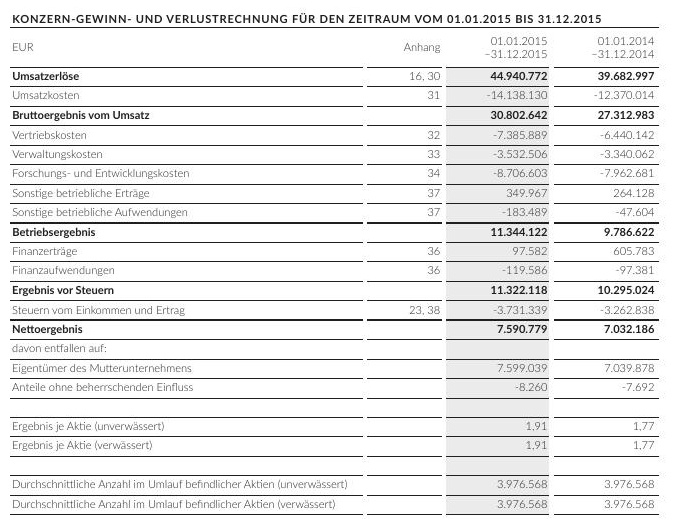 KONZERN-GEWINN- UND VERLUSTRECHNUNG FÜR DEN ZEITRAUM VOM 01.01.2015 BIS 31.12.2015
EUR Anhang 01.01.2015 –31.12.2015 01.01.2014 –31.12.2014
Umsatzerlöse 16, 30 44.940.772 39.682.997
Umsatzkosten 31 -14.138.130 -12.370.014
Bruttoergebnis vom Umsatz 30.802.642 27.312.983
Vertriebskosten 32 -7.385.889 -6.440.142
Verwaltungskosten 33 -3.532.506 -3.340.062
Forschungs- und Entwicklungskosten 34 -8.706.603 -7.962.681
Sonstige betriebliche Erträge 37 349.967 264.128
Sonstige betriebliche Aufwendungen 37 -183.489 -47.604
Betriebsergebnis 11.344.122 9.786.622
Finanzerträge 36 97.582 605.783
Finanzaufwendungen 36 -119.586 -97.381
Ergebnis vor Steuern 11.322.118 10.295.024
Steuern vom Einkommen und Ertrag 23, 38 -3.731.339 -3.262.838
Nettoergebnis 7.590.779 7.032.186
davon entfallen auf:
Eigentümer des Mutterunternehmens 7.599.039 7.039.878
Anteile ohne beherrschenden Einfluss -8.260 -7.692
Ergebnis je Aktie (unverwässert) 1,91 1,77
Ergebnis je Aktie (verwässert) 1,91 1,77
Durchschnittliche Anzahl im Umlauf befindlicher Aktien (unverwässert) 3.976.568 3.976.568
Durchschnittliche Anzahl im Umlauf befindlicher Aktien (verwässert) 3.976.568 3.976.568